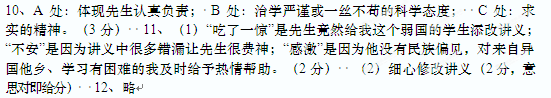 10、A 处：体现先生认真负责；·B 处：治学严谨或一丝不苟的科学态度；··C 处：求
实的精神。（3 分）··11、（1）“吃了一惊”是先生竟然给我这个弱国的学生添改讲义；
“不安”是因为讲义中很多错漏让先生很费神；“感激”是因为他没有民族偏见，对来自异
国他乡、学习有困难的我及时给予热情帮助。（2 分）··（2）细心修改讲义（2 分，意
思对即给分）··12、略↵